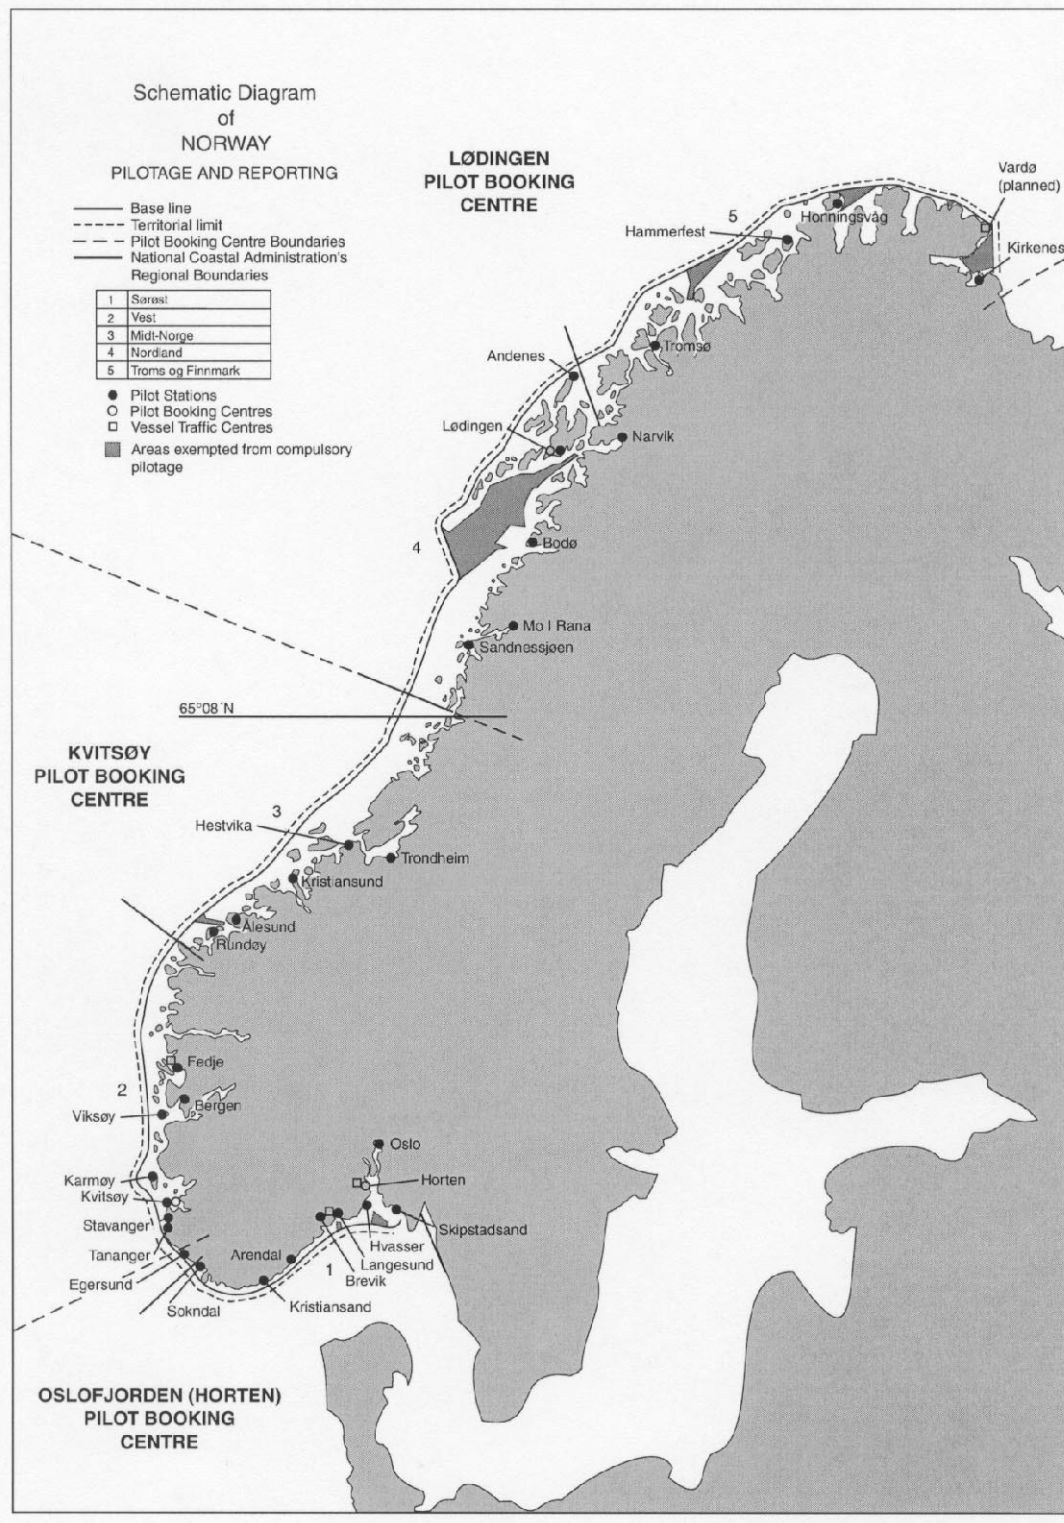 Schematic Diagram
of
NORWAY
PILOTAGE AND REPORTING
Base line
Territorial limit
Pilot Booking Centre Boundaries
National Coastal Administration's
Regional Boundaries
1 Sørøst
2 Vest
3 Midt-Norge
4 Nordland
5 Troms og Finnmark
Pilot Stations
Pilot Booking Centres
Vessel Traffic Centres
Areas exempted from compulsory
pilotage
LØDINGEN
PILOT BOOKING
CENTRE
Vardø
(planned)
5
Honningsvåg
Hammerfest
Kirkenes
Tromsø
Andenes
Lødingen
Narvik
4
Bodø
Mo I Rana
Sandnessjøen
65°08´N
KVITSØY
PILOT BOOKING
CENTRE
3
Hestvika
Trondheim
Kristiansund
Ålesund
Rundøy
Fedje
2
Bergen
Viksøy
Oslo
Karmøy
Horten
Kvitsøy
Stavanger
Skipstadsand
Hvasser
Tananger
Arendal
Langesund
1
Brevik
Egersund
Sokndal
Kristiansand
OSLOFJORDEN (HORTEN)
PILOT BOOKING
CENTRE